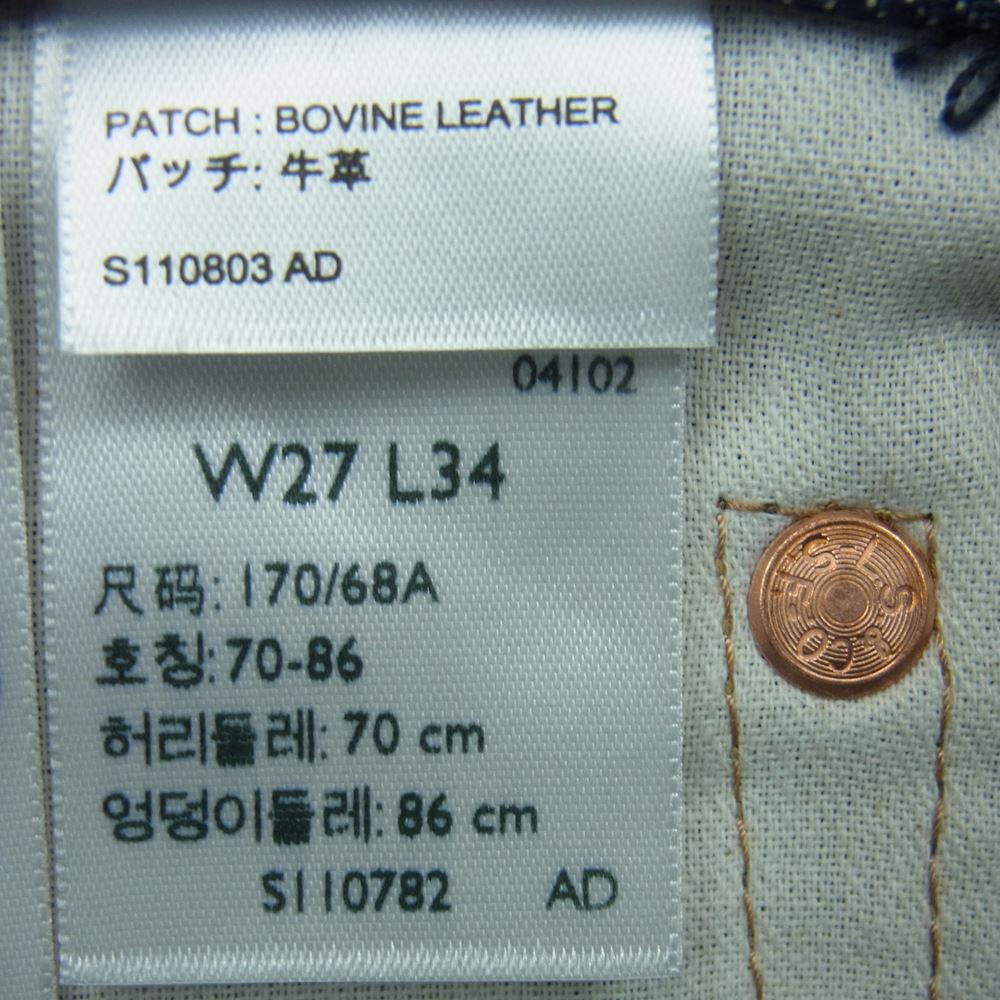 PATCH : BOVINE LEATHER
パッチ: 牛革
S110803 AD
04102
W27 L34
尺码: 170/68A
호칭: 70-86
허리둘레: 70 cm
엉덩이둘레: 86 cm
S110782 AD